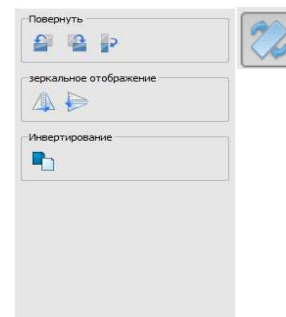 Повернуть
зеркальное отображение
Инвертирование